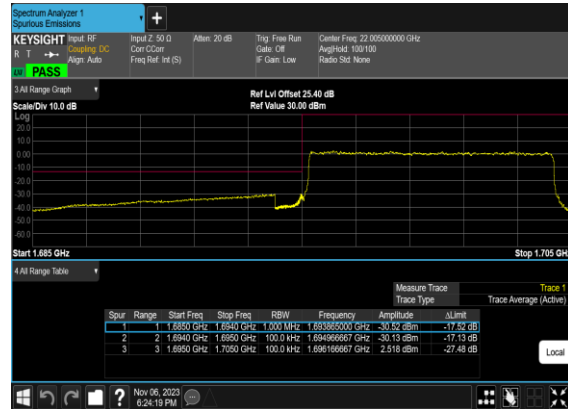 Spectrum Analyzer 1
Spurious Emissions
+
KEYSIGHT Input: RF Input Z: 50 Ω Atten: 20 dB Trig: Free Run Center Freq: 22.005000000 GHz
R T Coupling: DC Corr CCorr Gate: Off Avg|Hold: 100/100
Align: Auto Freq Ref: Int (S) IF Gain: Low Radio Std: None
LW PASS
3 All Range Graph
Ref Lvl Offset 25.40 dB
Scale/Div 10.0 dB Ref Value 30.00 dBm
Log
20.0
10.0
0.00
-10.0
-20.0
-30.0
-40.0
-50.0
-60.0
Start 1.685 GHz Stop 1.705 GHz
4 All Range Table
Measure Trace Trace 1
Trace Type Trace Average (Active)
Spur Range Start Freq Stop Freq RBW Frequency Amplitude ΔLimit
1 1 1.6850 GHz 1.6940 GHz 1.000 MHz 1.693865000 GHz -30.52 dBm -17.52 dB
2 2 1.6940 GHz 1.6950 GHz 100.0 kHz 1.694966667 GHz -30.13 dBm -17.13 dB
3 3 1.6950 GHz 1.7050 GHz 100.0 kHz 1.696166667 GHz 2.518 dBm -27.48 dB
Local
? Nov 06, 2023
6:24:19 PM